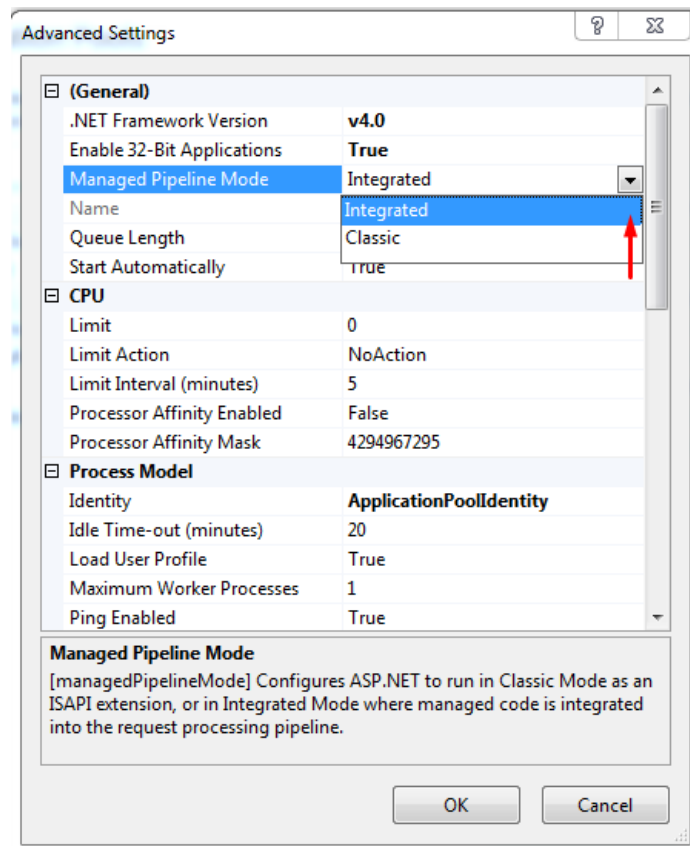 Advanced Settings
(General)
.NET Framework Version v4.0
Enable 32-Bit Applications True
Managed Pipeline Mode Integrated
Name Integrated
Queue Length Classic
Start Automatically True
CPU
Limit 0
Limit Action NoAction
Limit Interval (minutes) 5
Processor Affinity Enabled False
Processor Affinity Mask 4294967295
Process Model
Identity ApplicationPoolIdentity
Idle Time-out (minutes) 20
Load User Profile True
Maximum Worker Processes 1
Ping Enabled True
Managed Pipeline Mode
[managedPipelineMode] Configures ASP.NET to run in Classic Mode as an
ISAPI extension, or in Integrated Mode where managed code is integrated
into the request processing pipeline.
OK Cancel